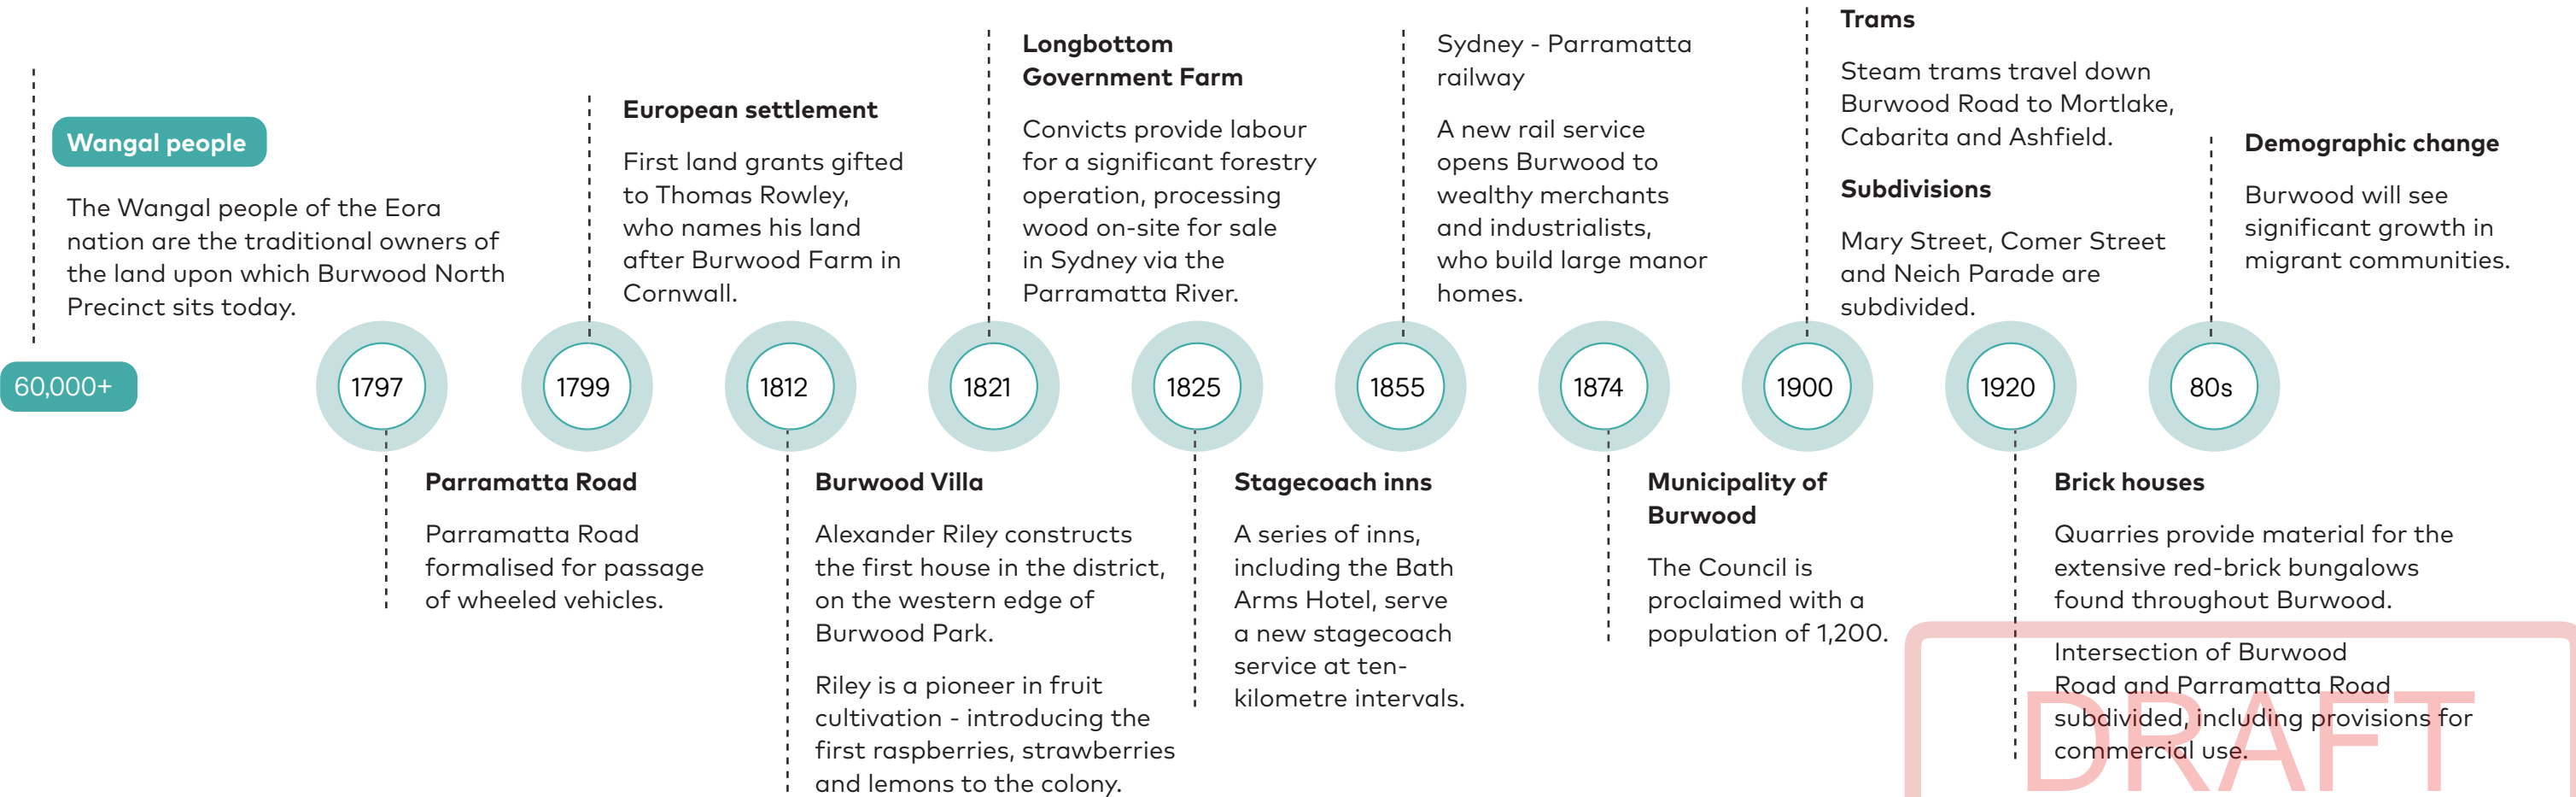 Wangal people
The Wangal people of the Eora
nation are the traditional owners of
the land upon which Burwood North
Precinct sits today.
60,000+
1797
Parramatta Road
Parramatta Road
formalised for passage
of wheeled vehicles.
European settlement
First land grants gifted
to Thomas Rowley,
who names his land
after Burwood Farm in
Cornwall.
1799
1812
Burwood Villa
Alexander Riley constructs
the first house in the district,
on the western edge of
Burwood Park.
Riley is a pioneer in fruit
cultivation - introducing the
first raspberries, strawberries
and lemons to the colony.
Longbottom
Government Farm
Convicts provide labour
for a significant forestry
operation, processing
wood on-site for sale
in Sydney via the
Parramatta River.
1821
1825
Stagecoach inns
A series of inns,
including the Bath
Arms Hotel, serve
a new stagecoach
service at ten-
kilometre intervals.
Sydney - Parramatta
railway
A new rail service
opens Burwood to
wealthy merchants
and industrialists,
who build large manor
homes.
1855
1874
Municipality of
Burwood
The Council is
proclaimed with a
population of 1,200.
Trams
Steam trams travel down
Burwood Road to Mortlake,
Cabarita and Ashfield.
Subdivisions
Mary Street, Comer Street
and Neich Parade are
subdivided.
1900
1920
Brick houses
Quarries provide material for the
extensive red-brick bungalows
found throughout Burwood.
Intersection of Burwood
Road and Parramatta Road
subdivided, including provisions for
commercial use.
Demographic change
Burwood will see
significant growth in
migrant communities.
80s
DRAFT